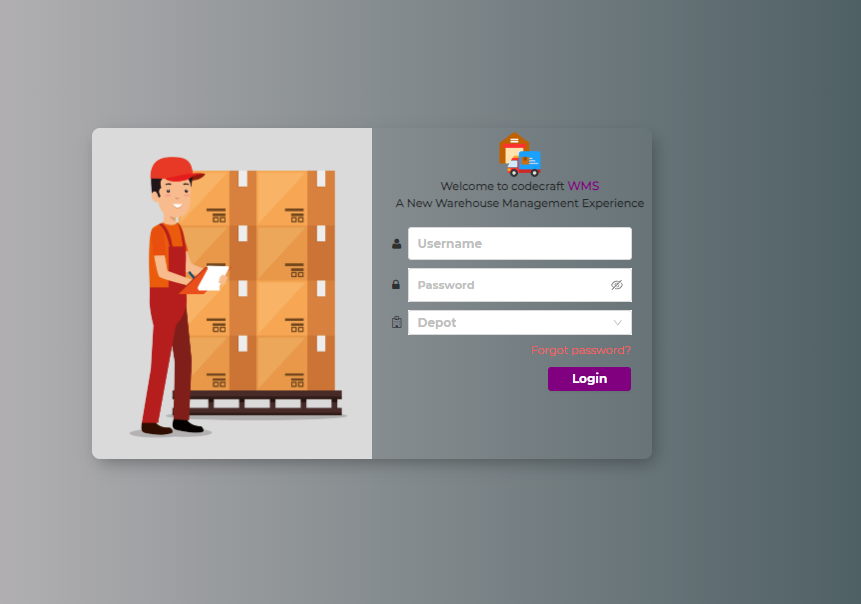 Welcome to codecraft WMS
A New Warehouse Management Experience
Username
Password
Depot
Forgot password?
Login